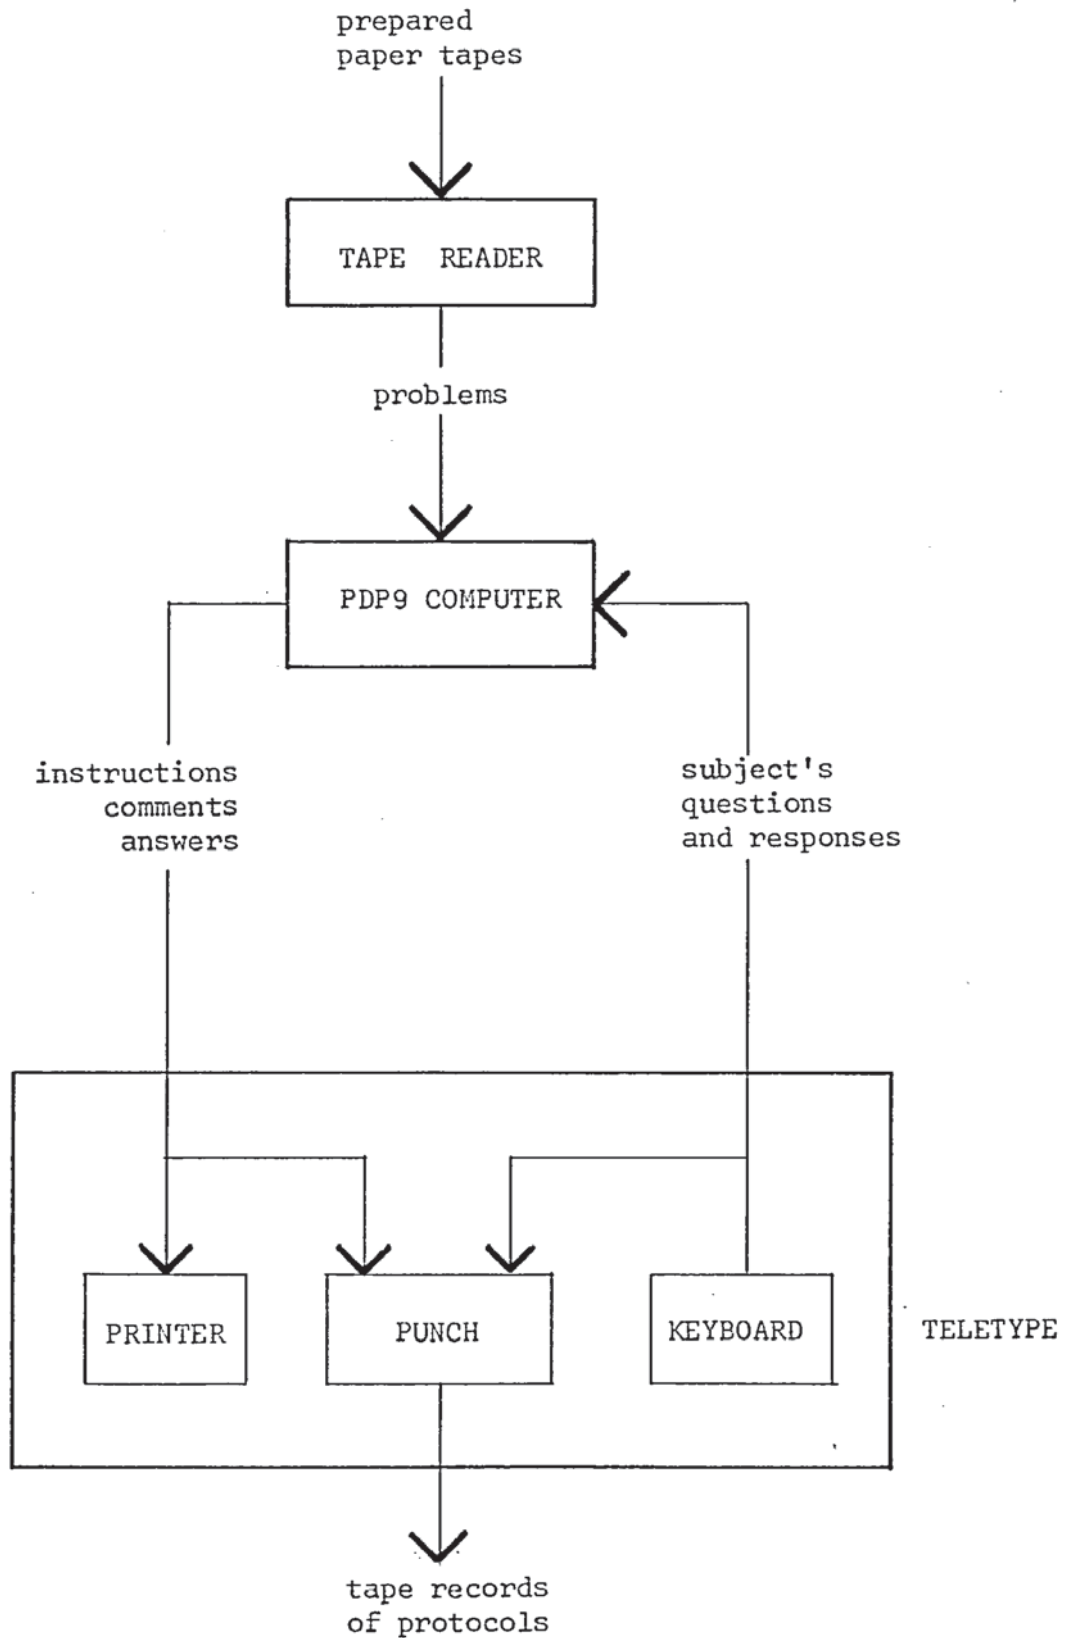 prepared
paper tapes
TAPE READER
problems
PDP9 COMPUTER
instructions
comments
answers
subject's
questions
and responses
PRINTER
PUNCH
KEYBOARD
TELETYPE
tape records
of protocols